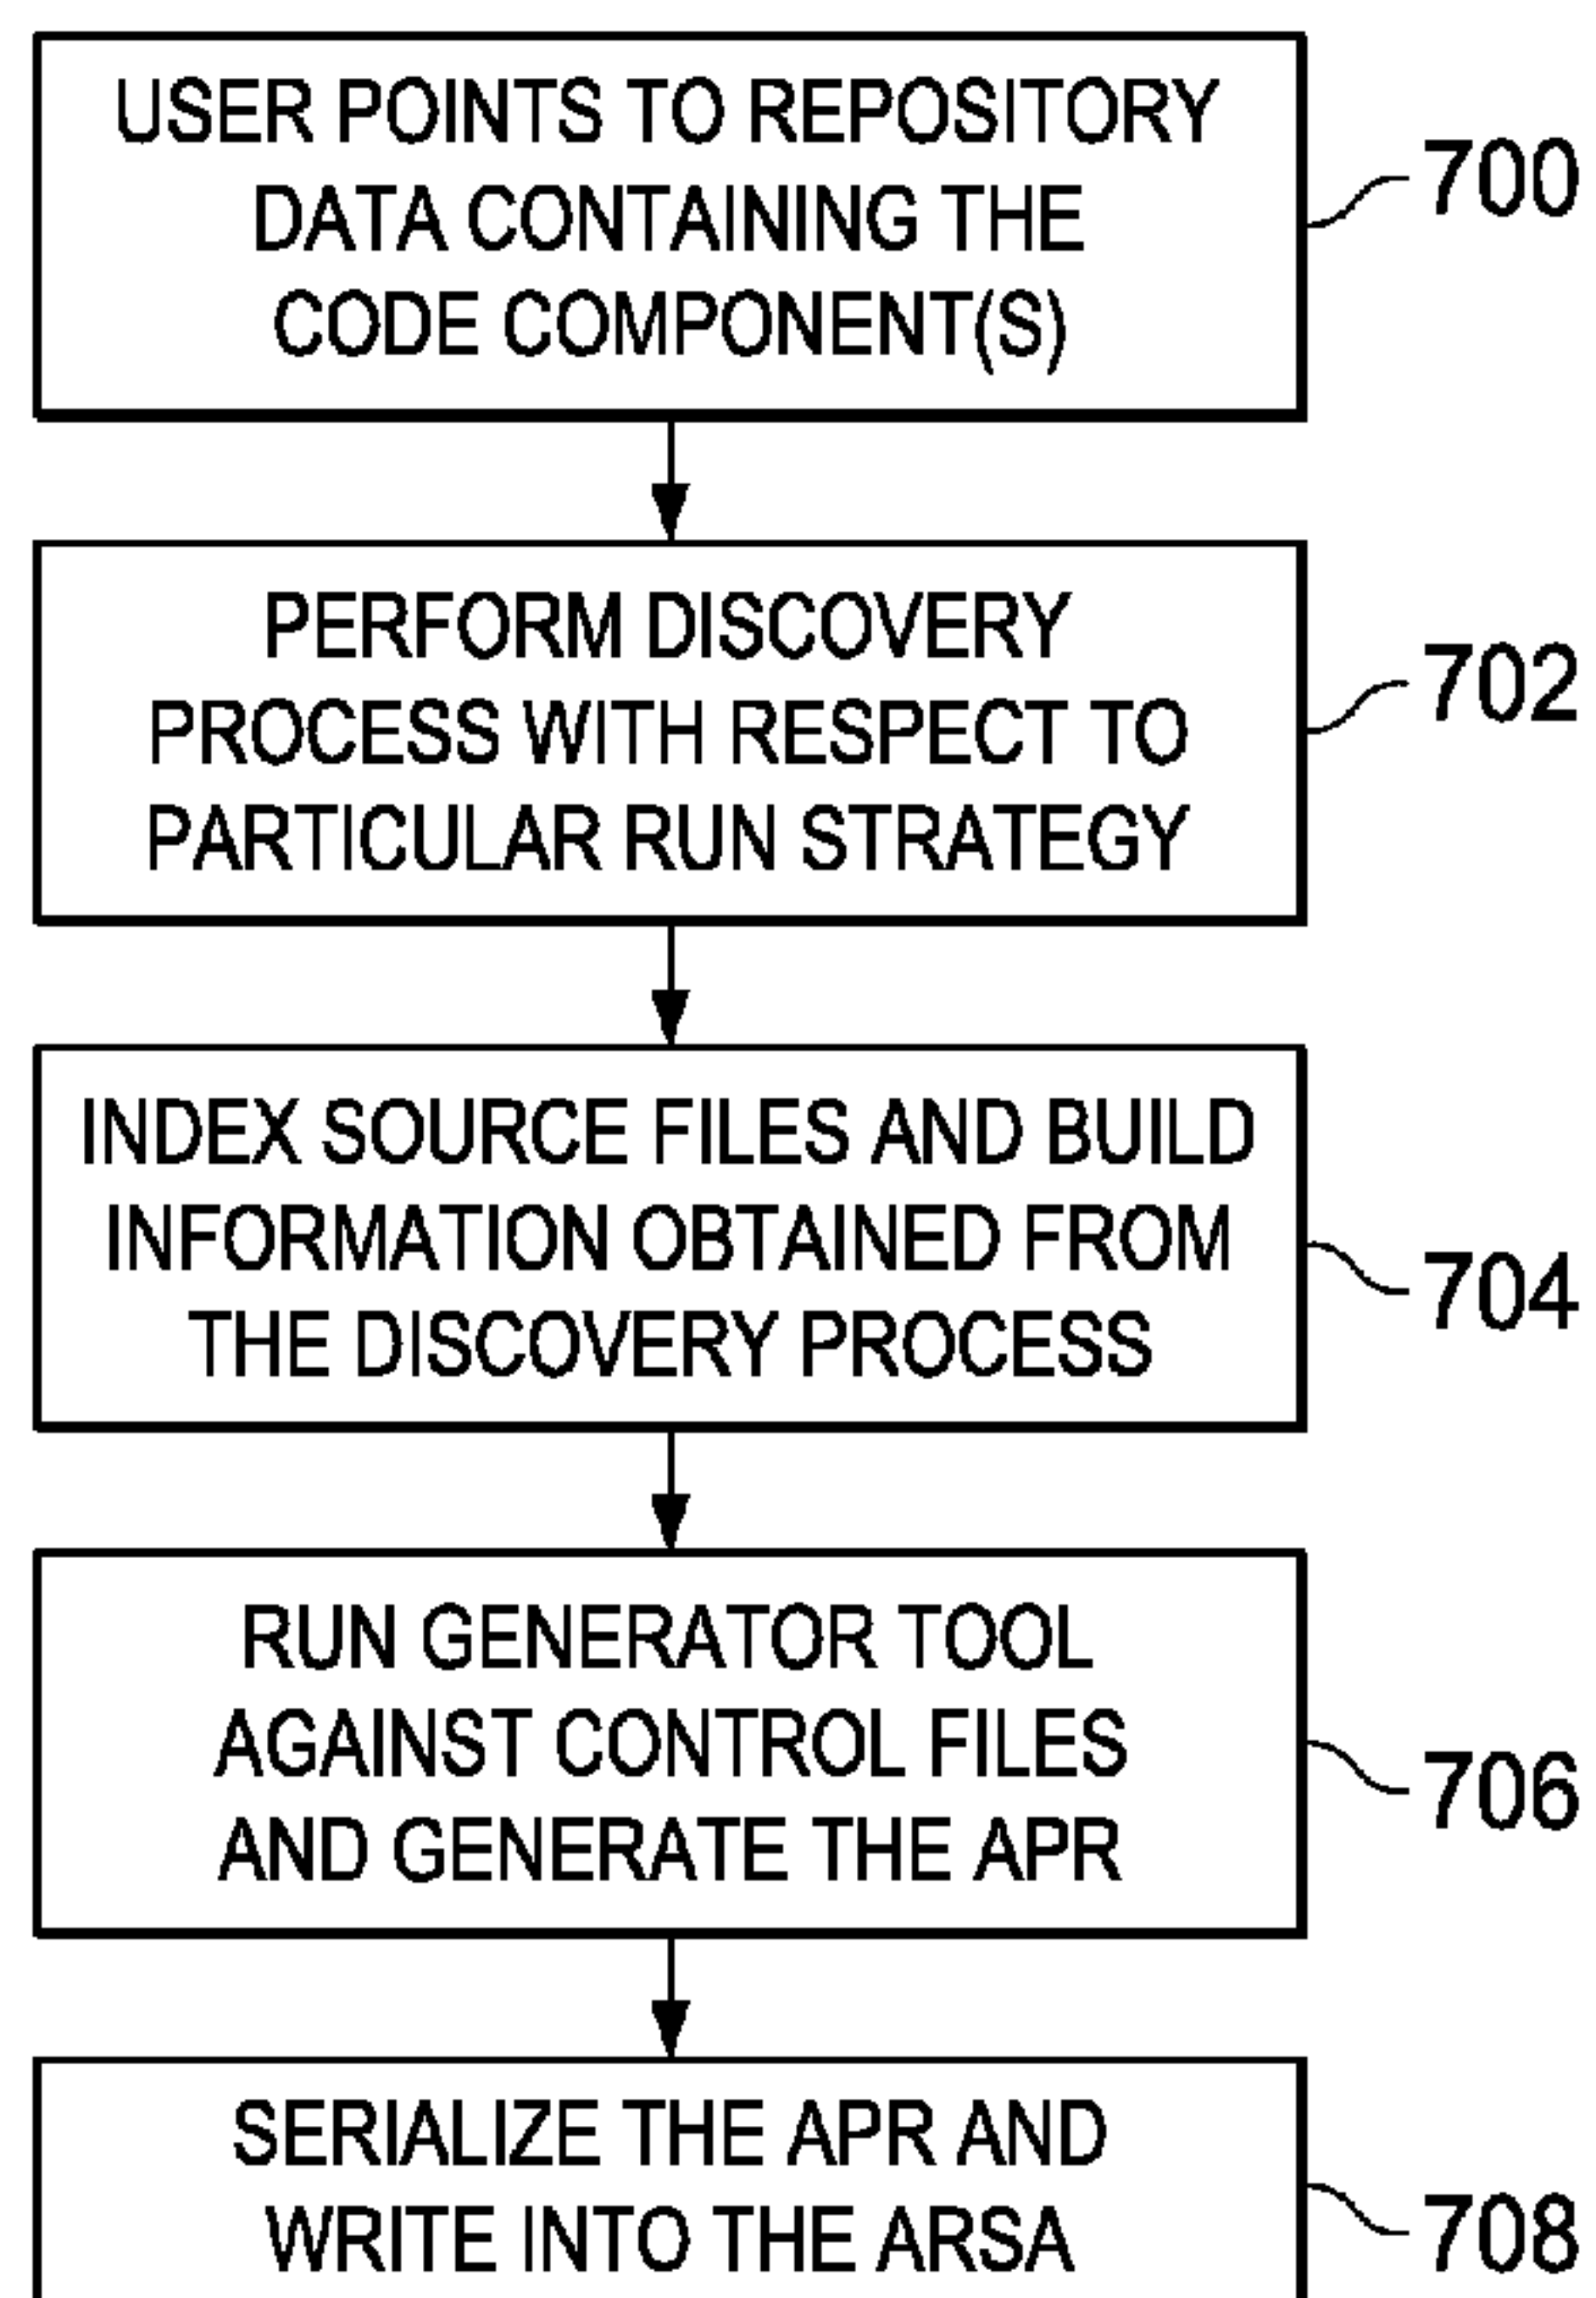 USER POINTS TO REPOSITORY
DATA CONTAINING THE
CODE COMPONENT(S)
700
PERFORM DISCOVERY
PROCESS WITH RESPECT TO
PARTICULAR RUN STRATEGY
702
INDEX SOURCE FILES AND BUILD
INFORMATION OBTAINED FROM
THE DISCOVERY PROCESS
704
RUN GENERATOR TOOL
AGAINST CONTROL FILES
AND GENERATE THE APR
706
SERIALIZE THE APR AND
WRITE INTO THE ARSA
708